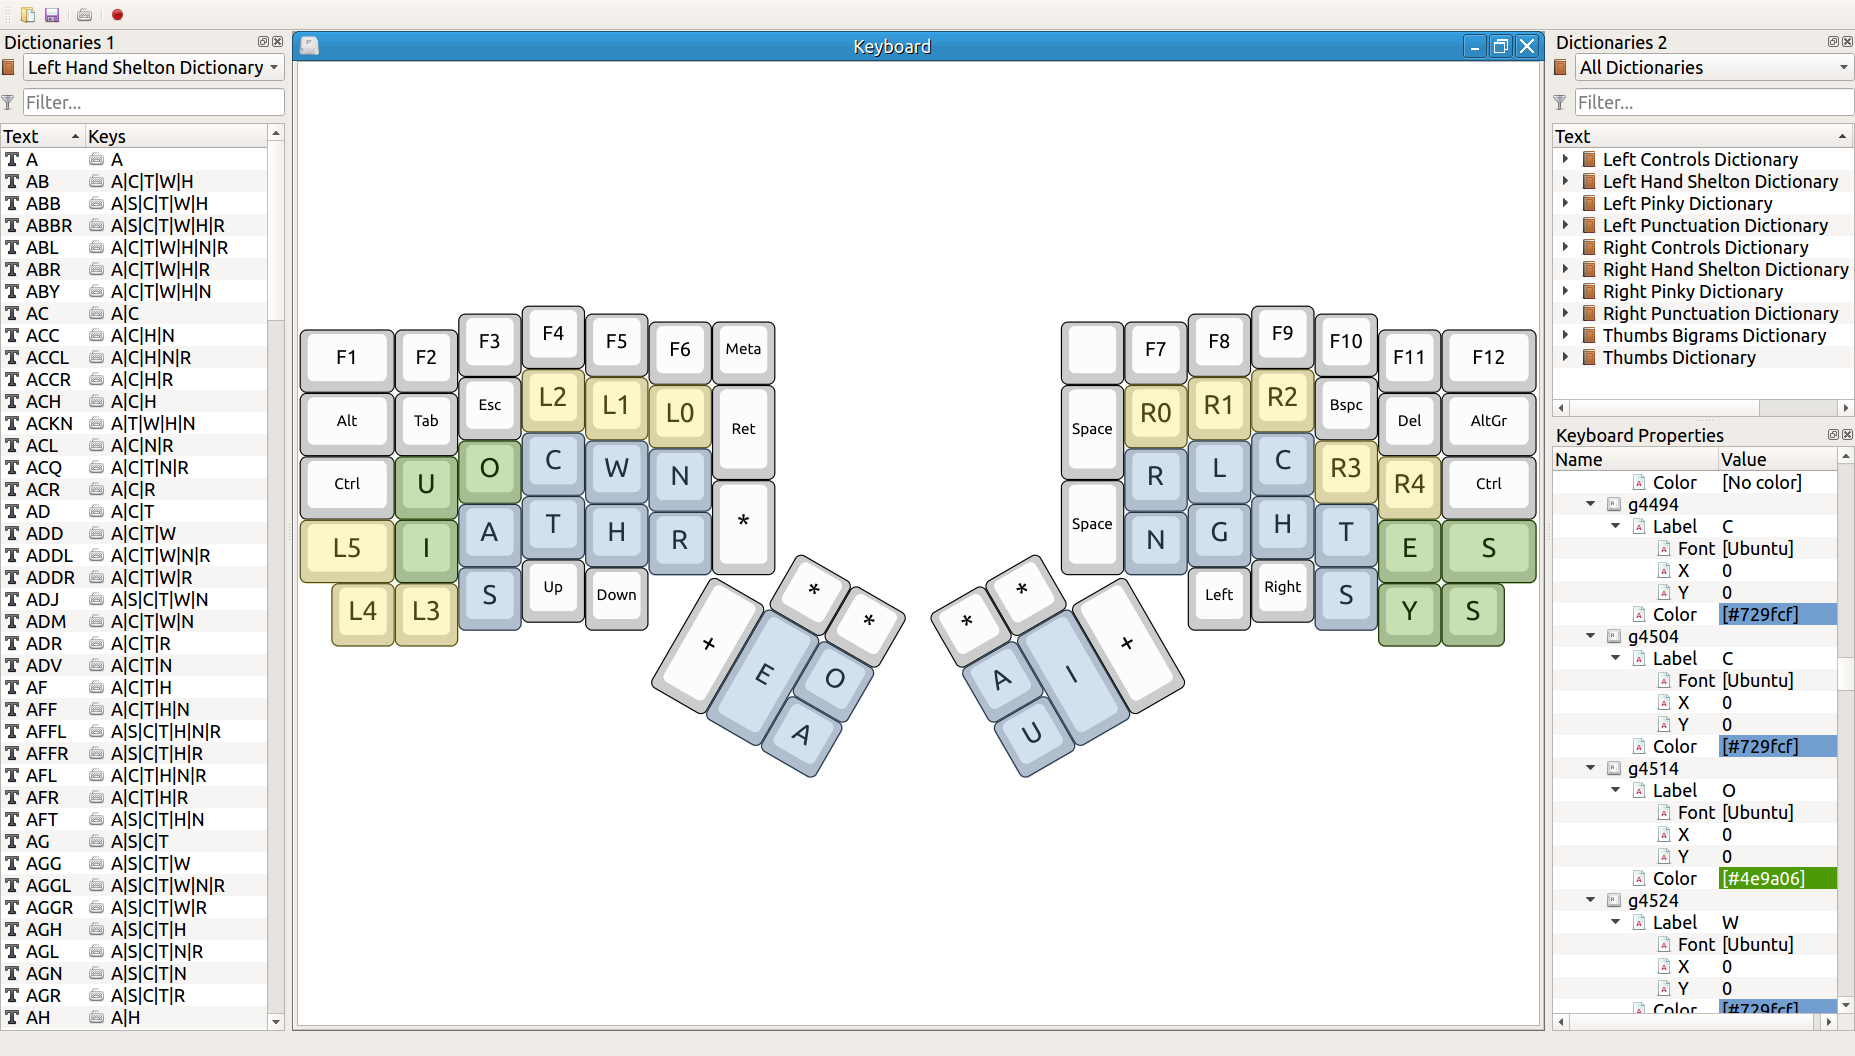 Dictionaries 1
Left Hand Shelton Dictionary
Filter...
Text Keys
A A
AB A|C|T|W|H
ABB A|S|C|T|W|H
ABBR A|S|C|T|W|H|R
ABL A|C|T|W|H|N|R
ABR A|C|T|W|H|R
ABY A|C|T|W|H|N
AC A|C
ACC A|C|H|N
ACCL A|C|H|N|R
ACCR A|C|H|R
ACH A|C|H
ACKN A|T|W|H|N
ACL A|C|N|R
ACQ A|C|T|N|R
ACR A|C|R
AD A|C|T
ADD A|C|T|W
ADDL A|C|T|W|N|R
ADDR A|C|T|W|R
ADJ A|S|C|T|W|N
ADM A|C|T|W|N
ADR A|C|T|R
ADV A|C|T|N
AF A|C|T|H
AFF A|C|T|H|N
AFFL A|S|C|T|H|N|R
AFFR A|S|C|T|H|R
AFL A|C|T|H|N|R
AFR A|C|T|H|R
AFT A|S|C|T|H|N
AG A|S|C|T
AGG A|S|C|T|W
AGGL A|S|C|T|W|N|R
AGGR A|S|C|T|W|R
AGH A|S|C|T|H
AGL A|S|C|T|N|R
AGN A|S|C|T|N
AGR A|S|C|T|R
AH A|H
Keyboard
F1 F2 F3 F4 F5 F6 Meta
Alt Tab Esc L2 L1 L0 Ret
Ctrl U O C W N
L5 I A T H R *
L4 L3 S Up Down
* *
+ E O
A
F7 F8 F9 F10 F11 F12
Space R0 R1 R2 Bspc Del AltGr
R L C R3 R4 Ctrl
Space N G H T E S
Left Right S Y S
* *
A I +
U
Dictionaries 2
All Dictionaries
Filter...
Text
Left Controls Dictionary
Left Hand Shelton Dictionary
Left Pinky Dictionary
Left Punctuation Dictionary
Right Controls Dictionary
Right Hand Shelton Dictionary
Right Pinky Dictionary
Right Punctuation Dictionary
Thumbs Bigrams Dictionary
Thumbs Dictionary
Keyboard Properties
Name Value
Color [No color]
g4494
Label C
Font [Ubuntu]
X 0
Y 0
Color [#729fcf]
g4504
Label C
Font [Ubuntu]
X 0
Y 0
Color [#729fcf]
g4514
Label O
Font [Ubuntu]
X 0
Y 0
Color [#4e9a06]
g4524
Label W
Font [Ubuntu]
X 0
Y 0
Color [#729fcf]